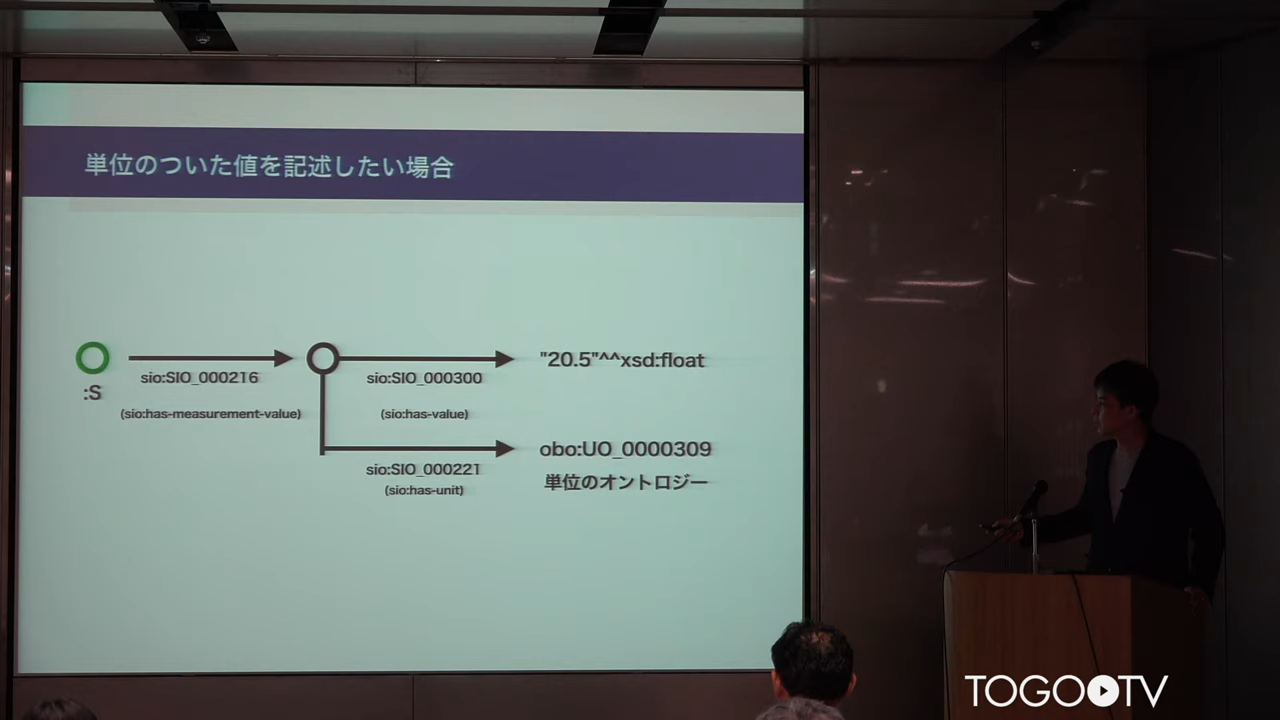 単位のついた値を記述したい場合
:S
sio:SIO_000216
(sio:has-measurement-value)
sio:SIO_000300
(sio:has-value)
"20.5"^^xsd:float
sio:SIO_000221
(sio:has-unit)
obo:UO_0000309
単位のオントロジー
TOGOTV